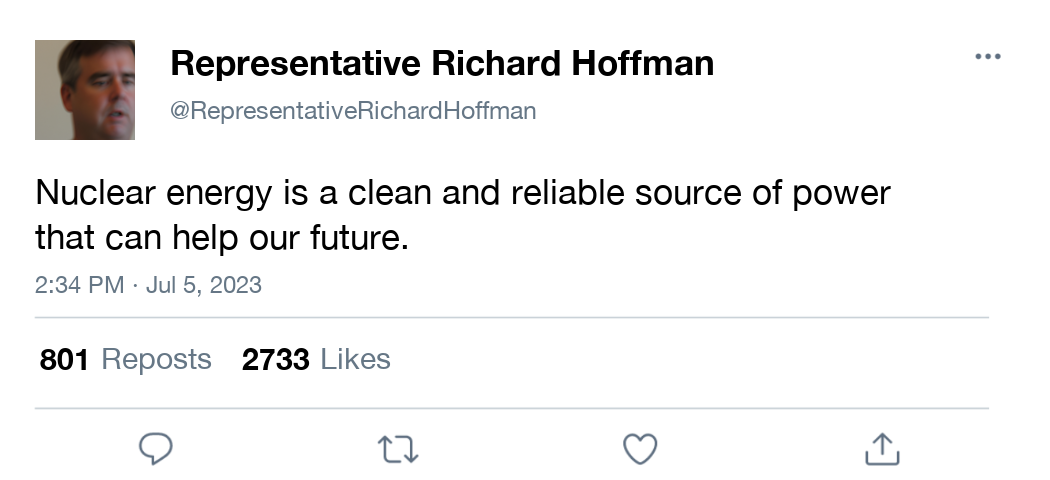 Representative Richard Hoffman
@RepresentativeRichardHoffman
Nuclear energy is a clean and reliable source of power
that can help our future.
2:34 PM · Jul 5, 2023
801 Reposts 2733 Likes